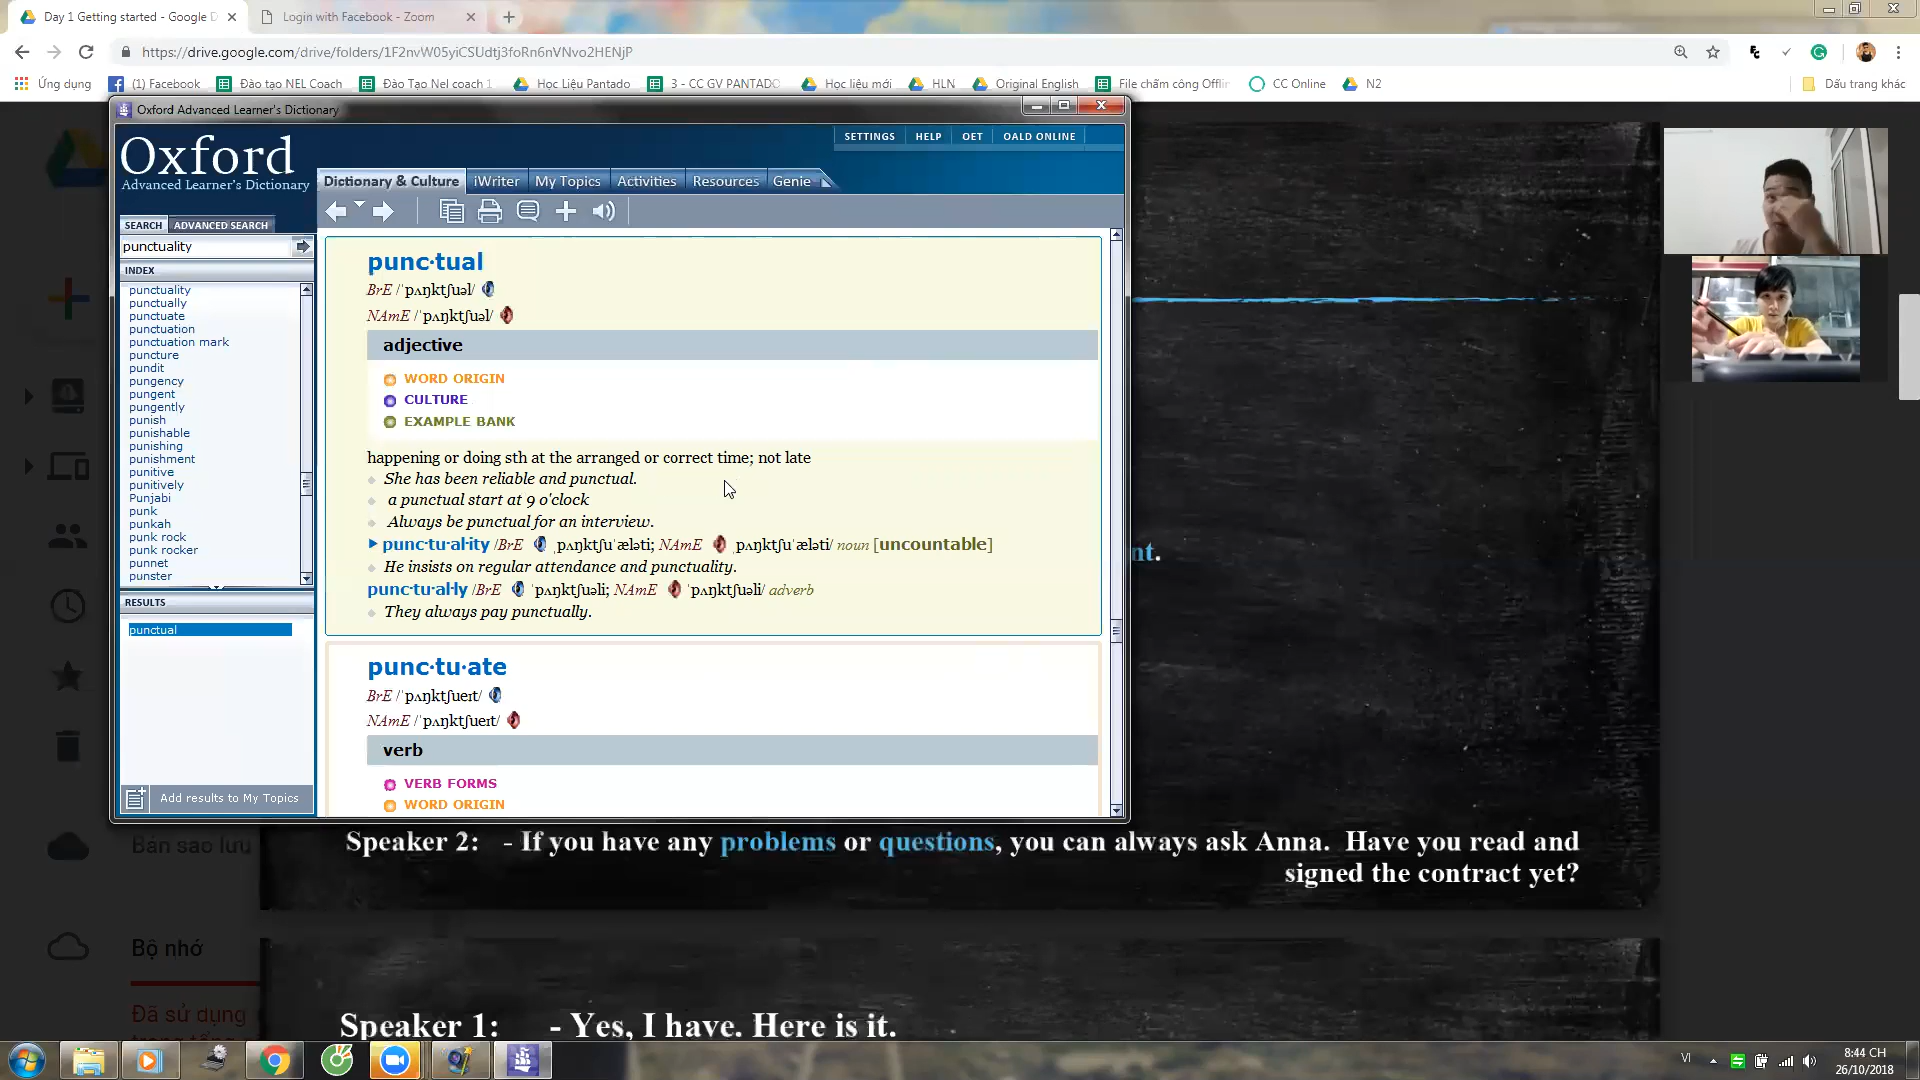 Day 1 Getting started - Google D
Login with Facebook - Zoom
https://drive.google.com/drive/folders/1F2nvW05yiCSUdtj3foRn6nVNvo2HENjP
Ứng dụng
(1) Facebook
Đào tạo NEL Coach
Đào Tạo Nel coach 1
Học Liệu Pantado
3 - CC GV PANTADO
Học liệu mới
HLN
Original English
File chấm công Offlin
CC Online
N2
Dấu trang khác
Oxford Advanced Learner's Dictionary
SETTINGS
HELP
OET
OALD ONLINE
Oxford
Advanced Learner's Dictionary
Dictionary & Culture
iWriter
My Topics
Activities
Resources
Genie
SEARCH
ADVANCED SEARCH
punctuality
INDEX
punctuality
punctually
punctuate
punctuation
punctuation mark
puncture
pundit
pungency
pungent
pungently
punish
punishable
punishing
punishment
punitive
punitively
Punjabi
punk
punkah
punk rock
punk rocker
punnet
punster
RESULTS
punctual
Add results to My Topics
punc·tual
BrE /ˈpʌŋktʃuəl/
NAmE /ˈpʌŋktʃuəl/
adjective
WORD ORIGIN
CULTURE
EXAMPLE BANK
happening or doing sth at the arranged or correct time; not late
She has been reliable and punctual.
a punctual start at 9 o'clock
Always be punctual for an interview.
punc·tu·al·ity /BrE ˌpʌŋktʃuˈæləti; NAmE ˌpʌŋktʃuˈæləti/ noun [uncountable]
He insists on regular attendance and punctuality.
punc·tu·al·ly /BrE ˈpʌŋktʃuəli; NAmE ˈpʌŋktʃuəli/ adverb
They always pay punctually.
punc·tu·ate
BrE /ˈpʌŋktʃueɪt/
NAmE /ˈpʌŋktʃueɪt/
verb
VERB FORMS
WORD ORIGIN
nt.
Speaker 2: - If you have any problems or questions, you can always ask Anna. Have you read and
signed the contract yet?
Speaker 1: - Yes, I have. Here is it.
Bản sao lưu
Bộ nhớ
Đã sử dụng
VI
8:44 CH
26/10/2018